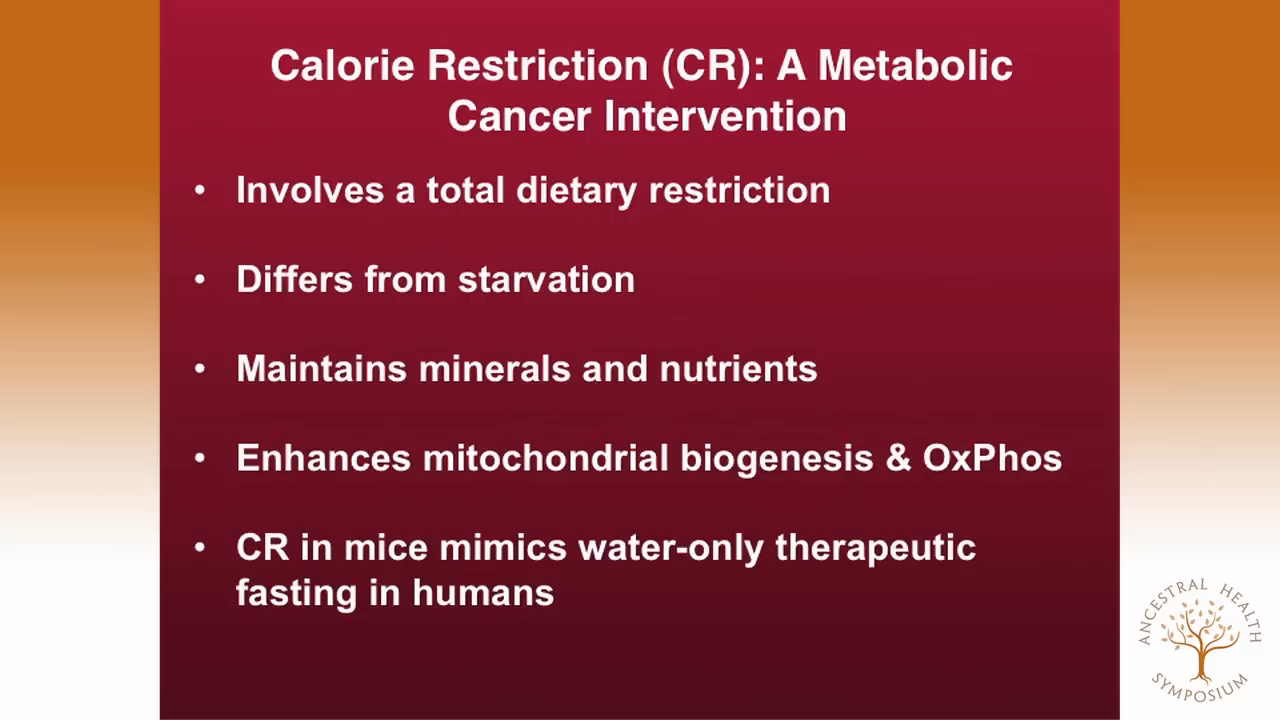 Calorie Restriction (CR): A Metabolic
Cancer Intervention
• Involves a total dietary restriction
• Differs from starvation
• Maintains minerals and nutrients
• Enhances mitochondrial biogenesis & OxPhos
• CR in mice mimics water-only therapeutic
fasting in humans
ANCESTRAL HEALTH
SYMPOSIUM